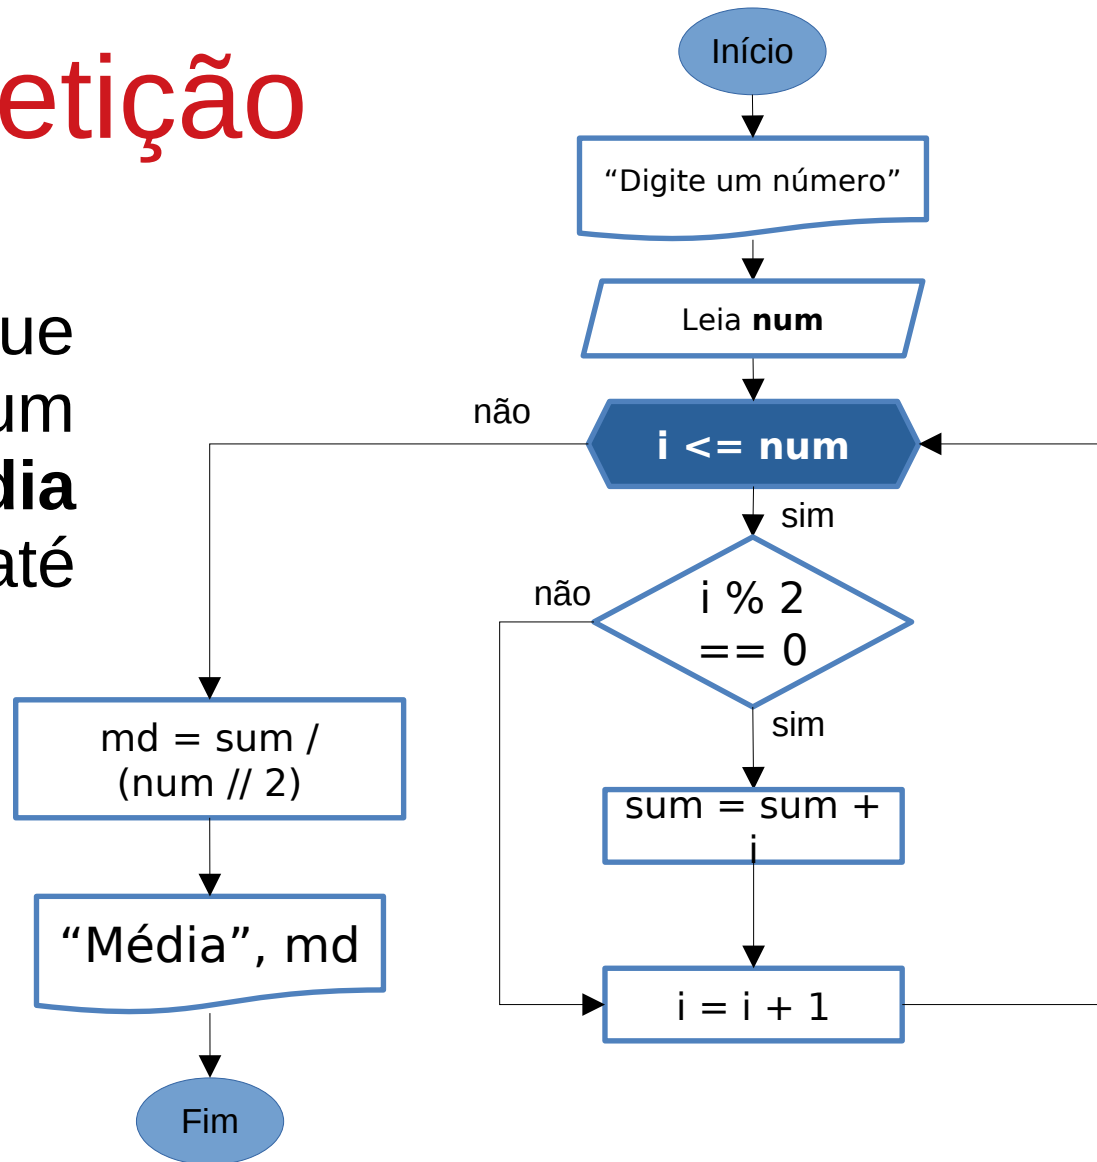 etição
ue
um
dia
até
Início
“Digite um número”
Leia num
não
i <= num
sim
não
i % 2
== 0
sim
sum = sum +
i
i = i + 1
md = sum /
(num // 2)
“Média”, md
Fim